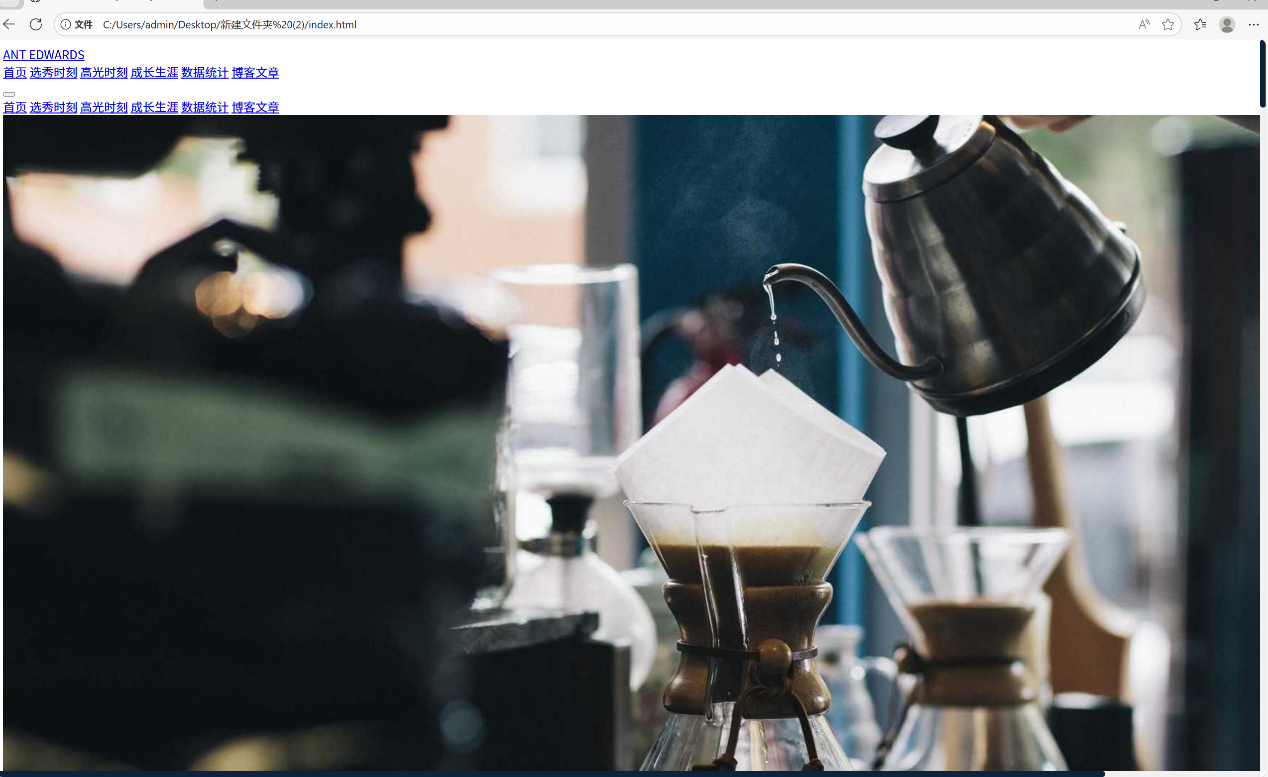 文件 C:/Users/admin/Desktop/新建文件夹%20(2)/index.html
ANT EDWARDS
首页 选秀时刻 高光时刻 成长生涯 数据统计 博客文章
首页 选秀时刻 高光时刻 成长生涯 数据统计 博客文章